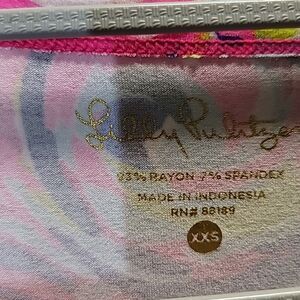 Lilly Pulitzer
93% RAYON 7% SPANDEX
MADE IN INDONESIA
RN# 88189
XXS